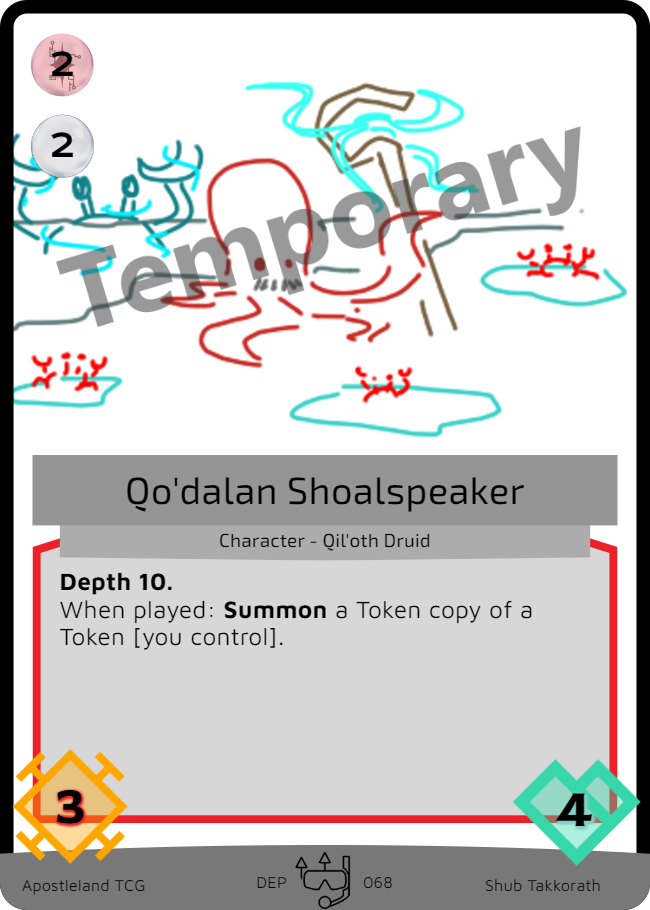 2
2
Temporary
Qo'dalan Shoalspeaker
Character - Qil'oth Druid
Depth 10.
When played: Summon a Token copy of a
Token [you control].
3
4
Apostleland TCG
DEP 068
Shub Takkorath